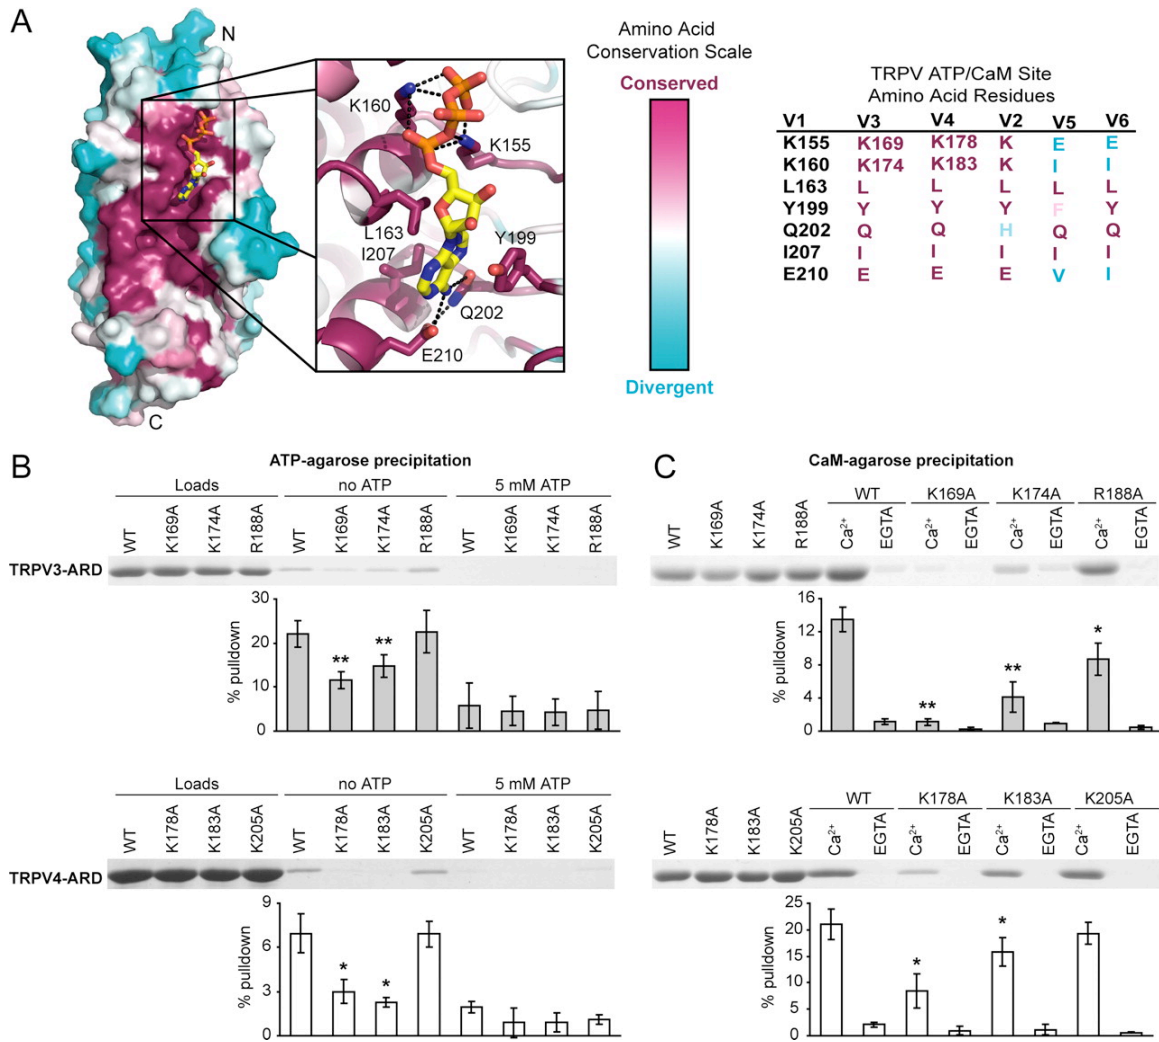 A
N
C
K160
K155
L163
I207
Y199
Q202
E210
Amino Acid
Conservation Scale
Conserved
Divergent
TRPV ATP/CaM Site
Amino Acid Residues
V1 V3 V4 V2 V5 V6
K155 K169 K178 K E E
K160 K174 K183 K I I
L163 L L L L L
Y199 Y Y Y F Y
Q202 Q Q H Q Q
I207 I I I I I
E210 E E E V I
B
ATP-agarose precipitation
Loads no ATP 5 mM ATP
WT K169A K174A R188A WT K169A K174A R188A WT K169A K174A R188A
TRPV3-ARD
% pulldown
30
20
10
0
** **
Loads no ATP 5 mM ATP
WT K178A K183A K205A WT K178A K183A K205A WT K178A K183A K205A
TRPV4-ARD
% pulldown
9
6
3
0
* *
C
CaM-agarose precipitation
WT K169A K174A R188A
WT K169A K174A R188A Ca²⁺ EGTA Ca²⁺ EGTA Ca²⁺ EGTA Ca²⁺ EGTA
% pulldown
16
12
8
4
0
** ** *
WT K178A K183A K205A
WT K178A K183A K205A Ca²⁺ EGTA Ca²⁺ EGTA Ca²⁺ EGTA Ca²⁺ EGTA
% pulldown
25
20
15
10
5
0
* *